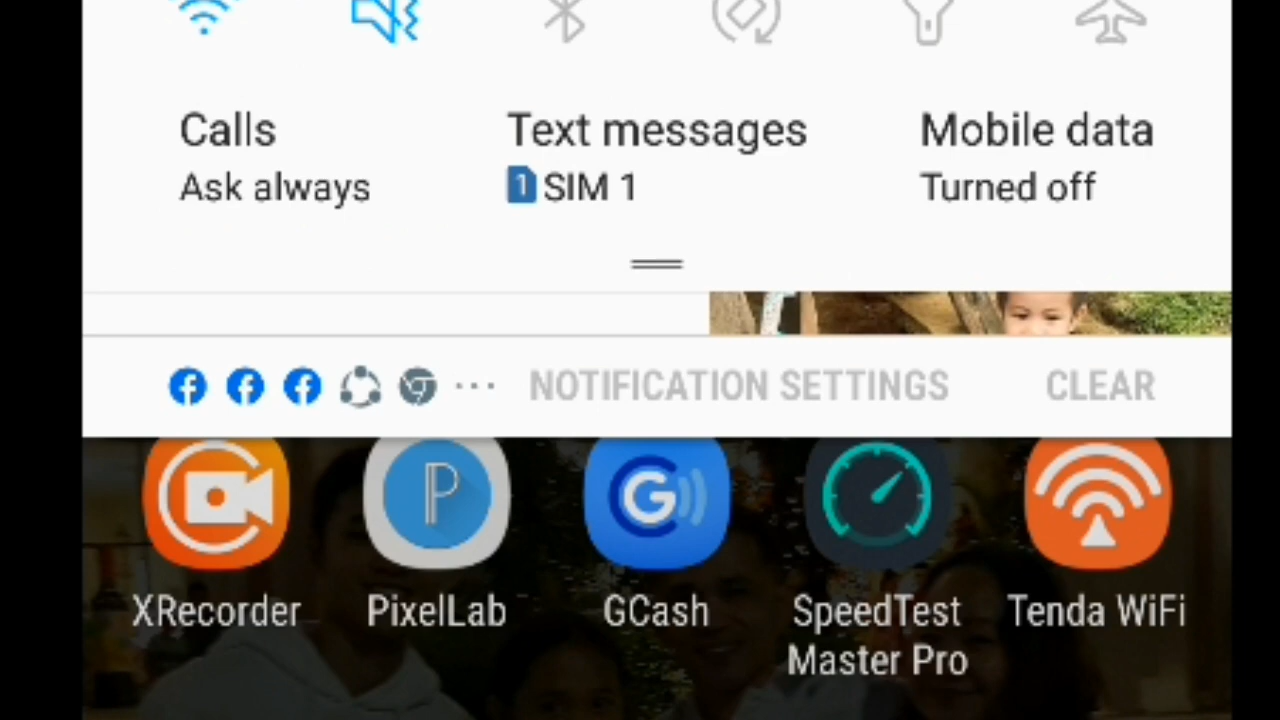 Calls
Text messages
Mobile data
Ask always
1 SIM 1
Turned off
NOTIFICATION SETTINGS
CLEAR
P
G
XRecorder
PixelLab
GCash
SpeedTest
Master Pro
Tenda WiFi